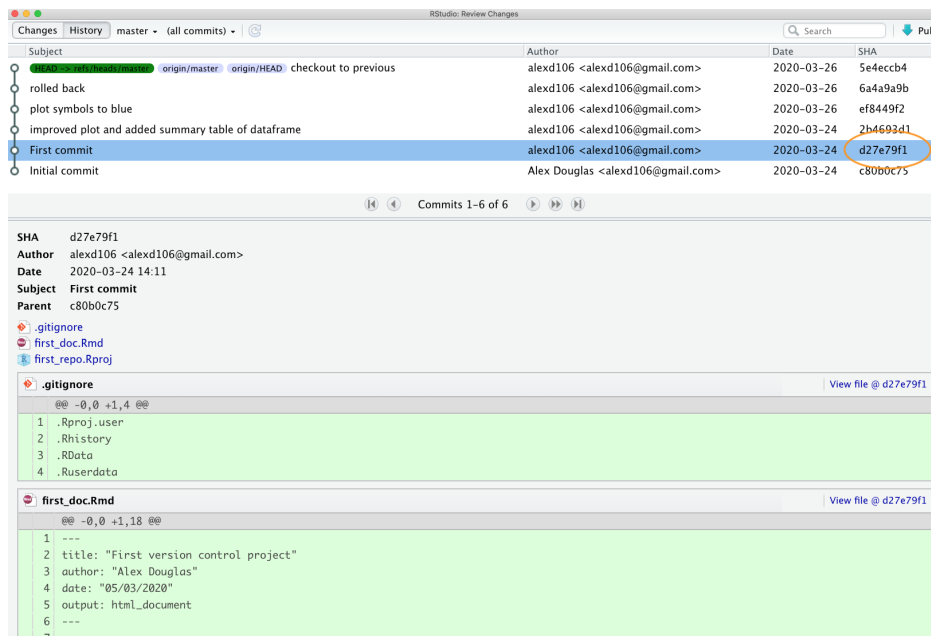 RStudio: Review Changes
Changes History master (all commits) Search Pul
Subject Author Date SHA
HEAD -> refs/heads/master origin/master origin/HEAD checkout to previous alexd106 <alexd106@gmail.com> 2020-03-26 5e4eccb4
rolled back alexd106 <alexd106@gmail.com> 2020-03-26 6a4a9a9b
plot symbols to blue alexd106 <alexd106@gmail.com> 2020-03-26 ef8449f2
improved plot and added summary table of dataframe alexd106 <alexd106@gmail.com> 2020-03-24 2b4693d1
First commit alexd106 <alexd106@gmail.com> 2020-03-24 d27e79f1
Initial commit Alex Douglas <alexd106@gmail.com> 2020-03-24 c80b0c75
Commits 1-6 of 6
SHA d27e79f1
Author alexd106 <alexd106@gmail.com>
Date 2020-03-24 14:11
Subject First commit
Parent c80b0c75
.gitignore
first_doc.Rmd
first_repo.Rproj
.gitignore View file @ d27e79f1
@@ -0,0 +1,4 @@
1 .Rproj.user
2 .Rhistory
3 .RData
4 .Ruserdata
first_doc.Rmd View file @ d27e79f1
@@ -0,0 +1,18 @@
1 ---
2 title: "First version control project"
3 author: "Alex Douglas"
4 date: "05/03/2020"
5 output: html_document
6 ---
7